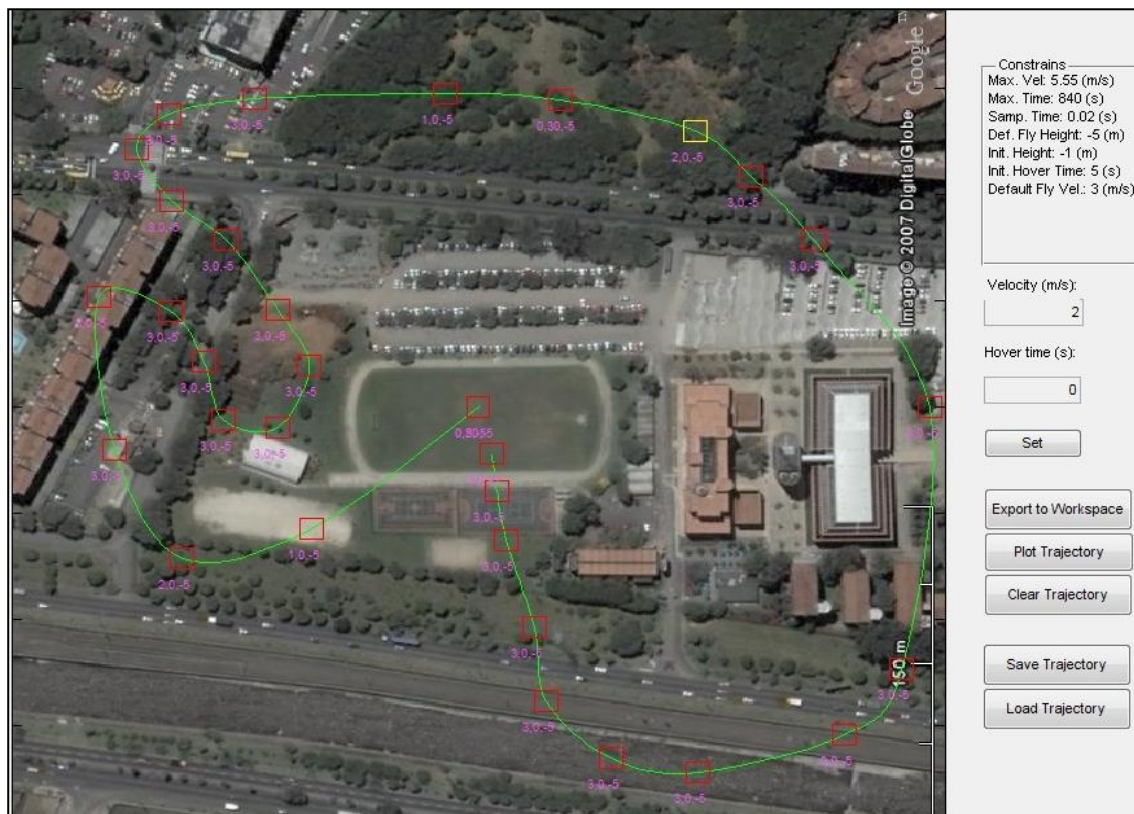 Constrains
Max. Vel: 5.55 (m/s)
Max. Time: 840 (s)
Samp. Time: 0.02 (s)
Def. Fly Height: -5 (m)
Init. Height: -1 (m)
Init. Hover Time: 5 (s)
Default Fly Vel.: 3 (m/s)
Velocity (m/s):
2
Hover time (s):
0
Set
Export to Workspace
Plot Trajectory
Clear Trajectory
Save Trajectory
Load Trajectory
Google
Image © 2007 DigitalGlobe
150 m
3,0,-5
1,0,-5
2,0,-5
3,0,-5
3,0,-5
3,0,-5
3,0,-5
3,0,-5
3,0,-5
3,0,-5
3,0,-5
3,0,-5
3,0,-5
3,0,-5
3,0,-5
3,0,-5
3,0,-5
1,0,-5
3,0,-5
2,0,-5
3,0,-5
3,0,-5
3,0,-5
3,0,-5
3,0,-5